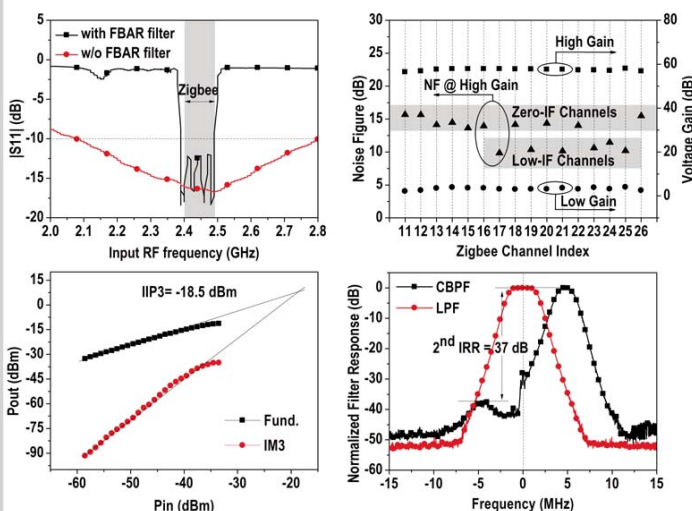 with FBAR filter
w/o FBAR filter
Zigbee
|S11| (dB)
5
0
-5
-10
-15
-20
2.0 2.1 2.2 2.3 2.4 2.5 2.6 2.7 2.8
Input RF frequency (GHz)
High Gain
NF @ High Gain
Zero-IF Channels
Low-IF Channels
Low Gain
Noise Figure (dB)
30
25
20
15
10
5
0
Voltage Gain (dB)
80
60
40
20
0
11 12 13 14 15 16 17 18 19 20 21 22 23 24 25 26
Zigbee Channel Index
IIP3= -18.5 dBm
Fund.
IM3
Pout (dBm)
15
0
-15
-30
-45
-60
-75
-90
-60 -50 -40 -30 -20
Pin (dBm)
CBPF
LPF
2nd IRR = 37 dB
Normalized Filter Response (dB)
0
-10
-20
-30
-40
-50
-60
-15 -10 -5 0 5 10 15
Frequency (MHz)